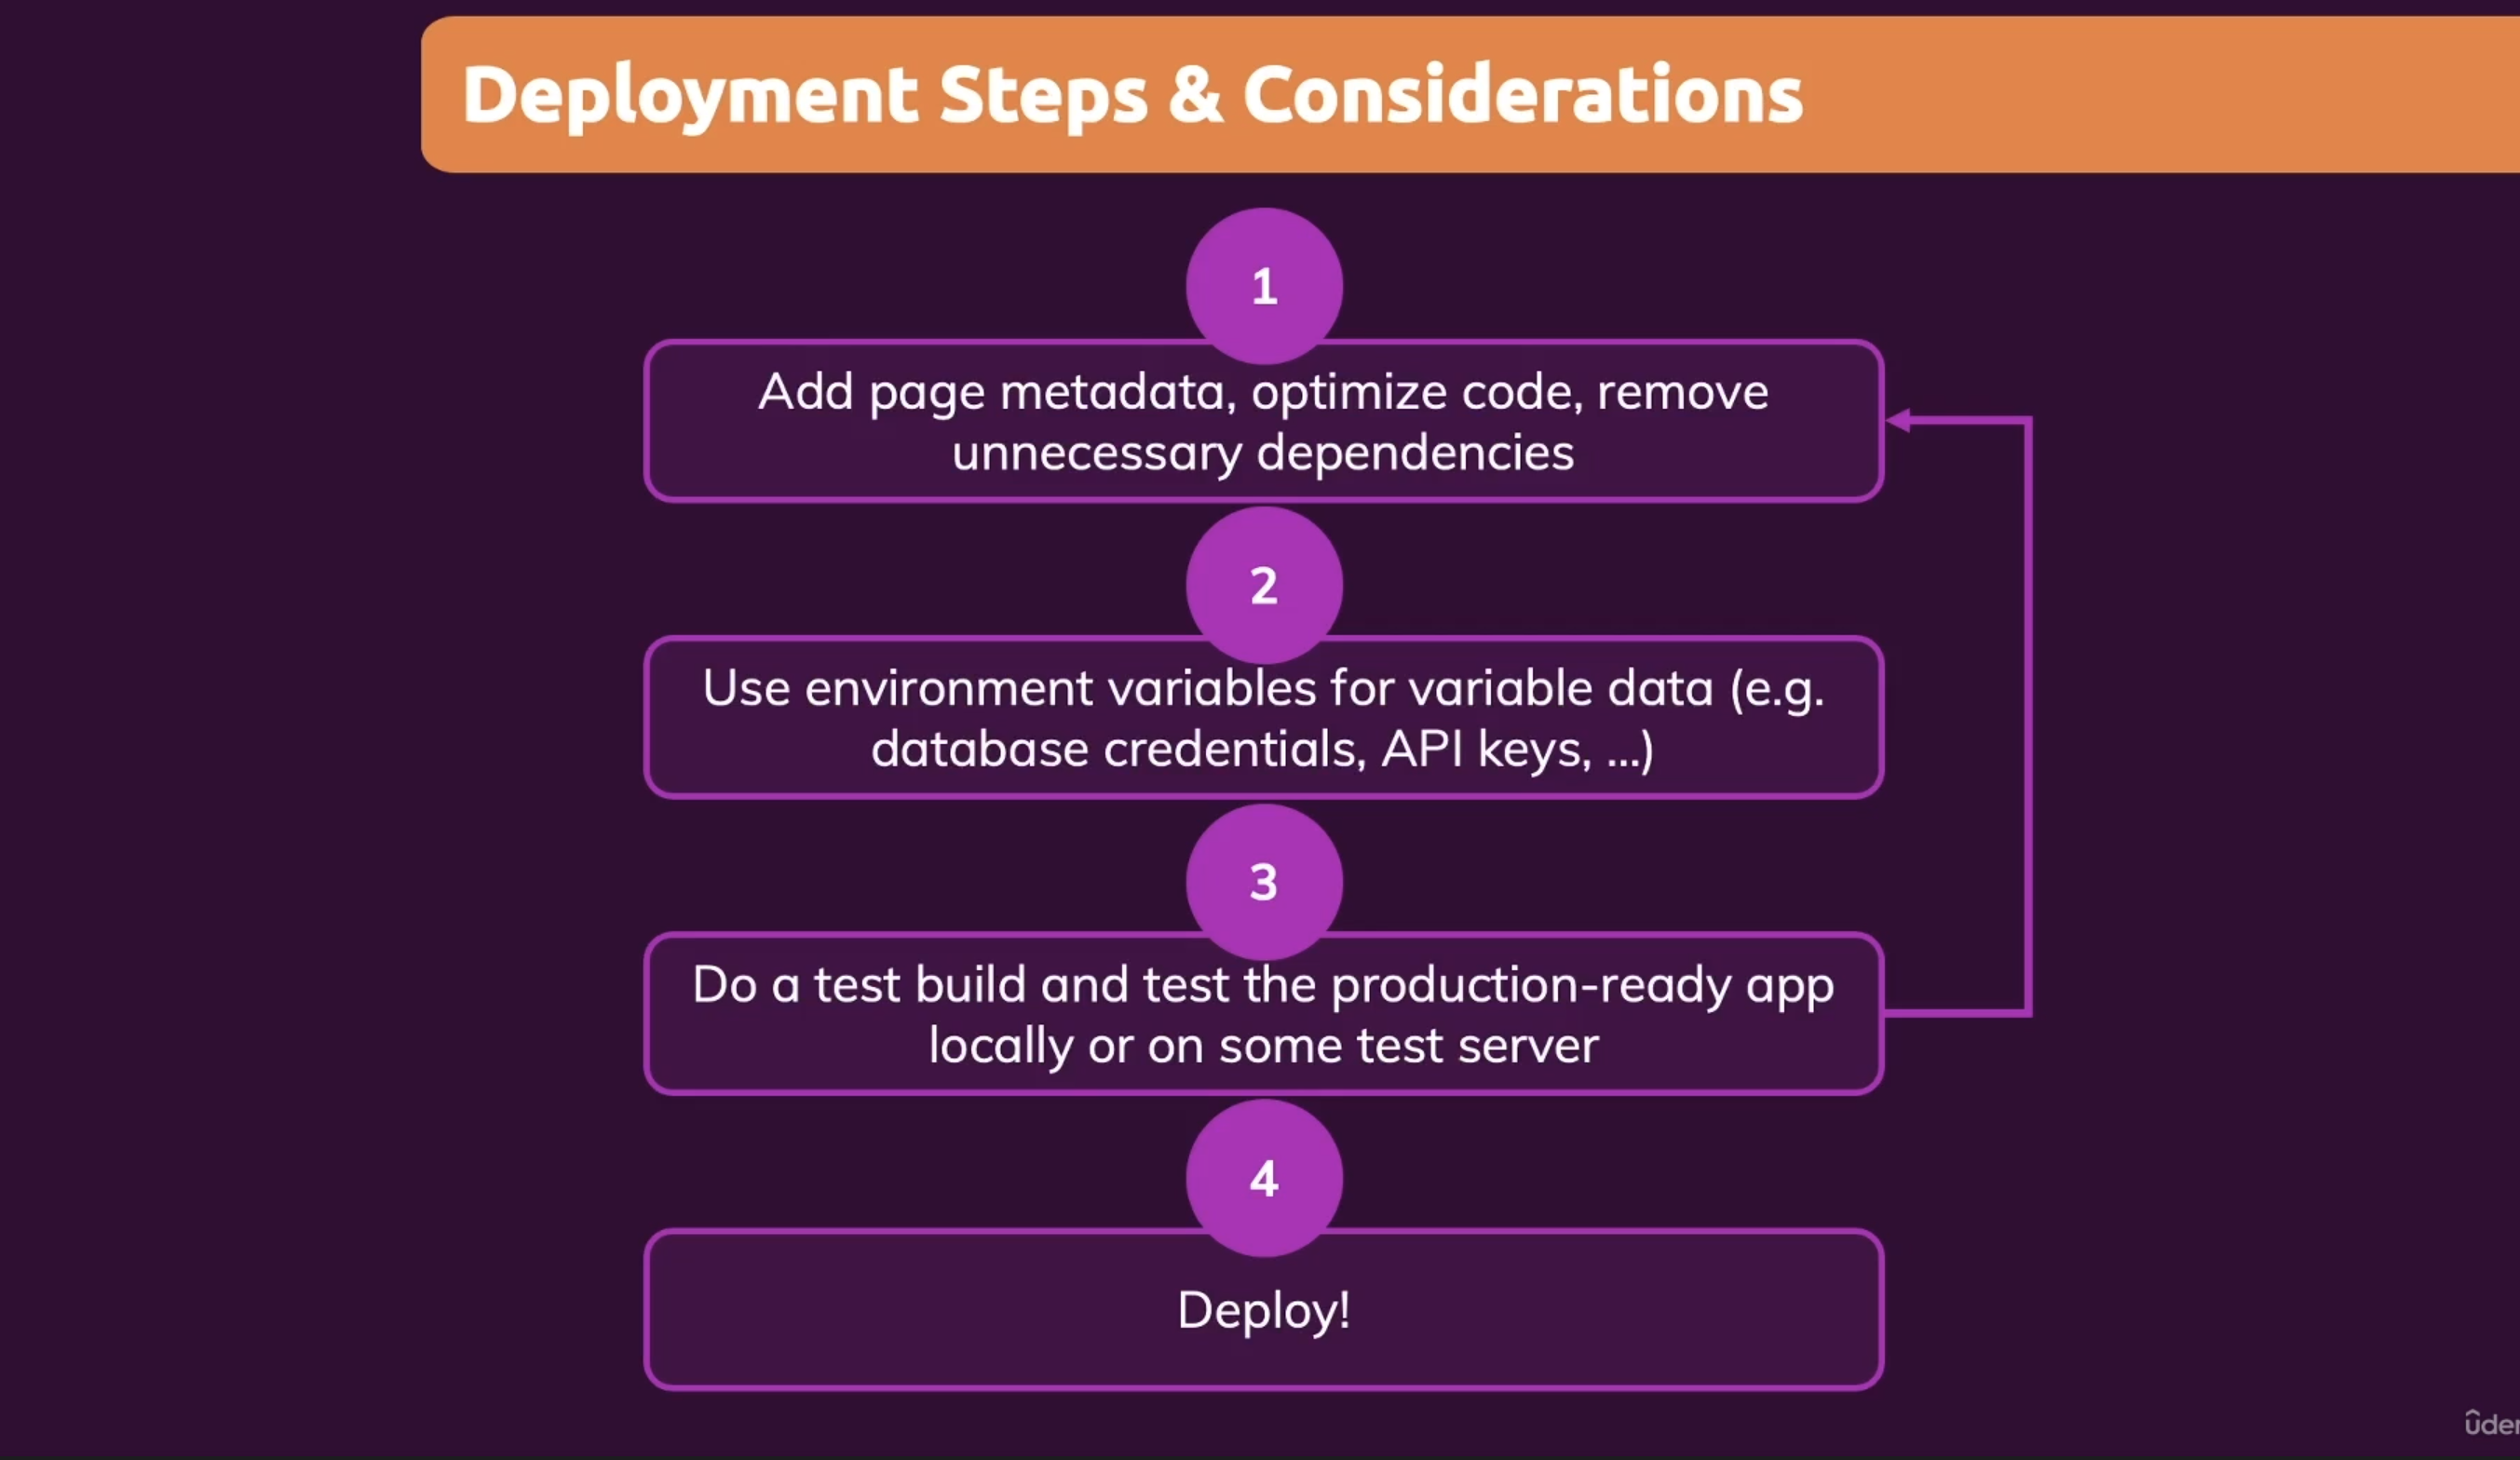 Deployment Steps & Considerations
1
Add page metadata, optimize code, remove
unnecessary dependencies
2
Use environment variables for variable data (e.g.
database credentials, API keys, ...)
3
Do a test build and test the production-ready app
locally or on some test server
4
Deploy!